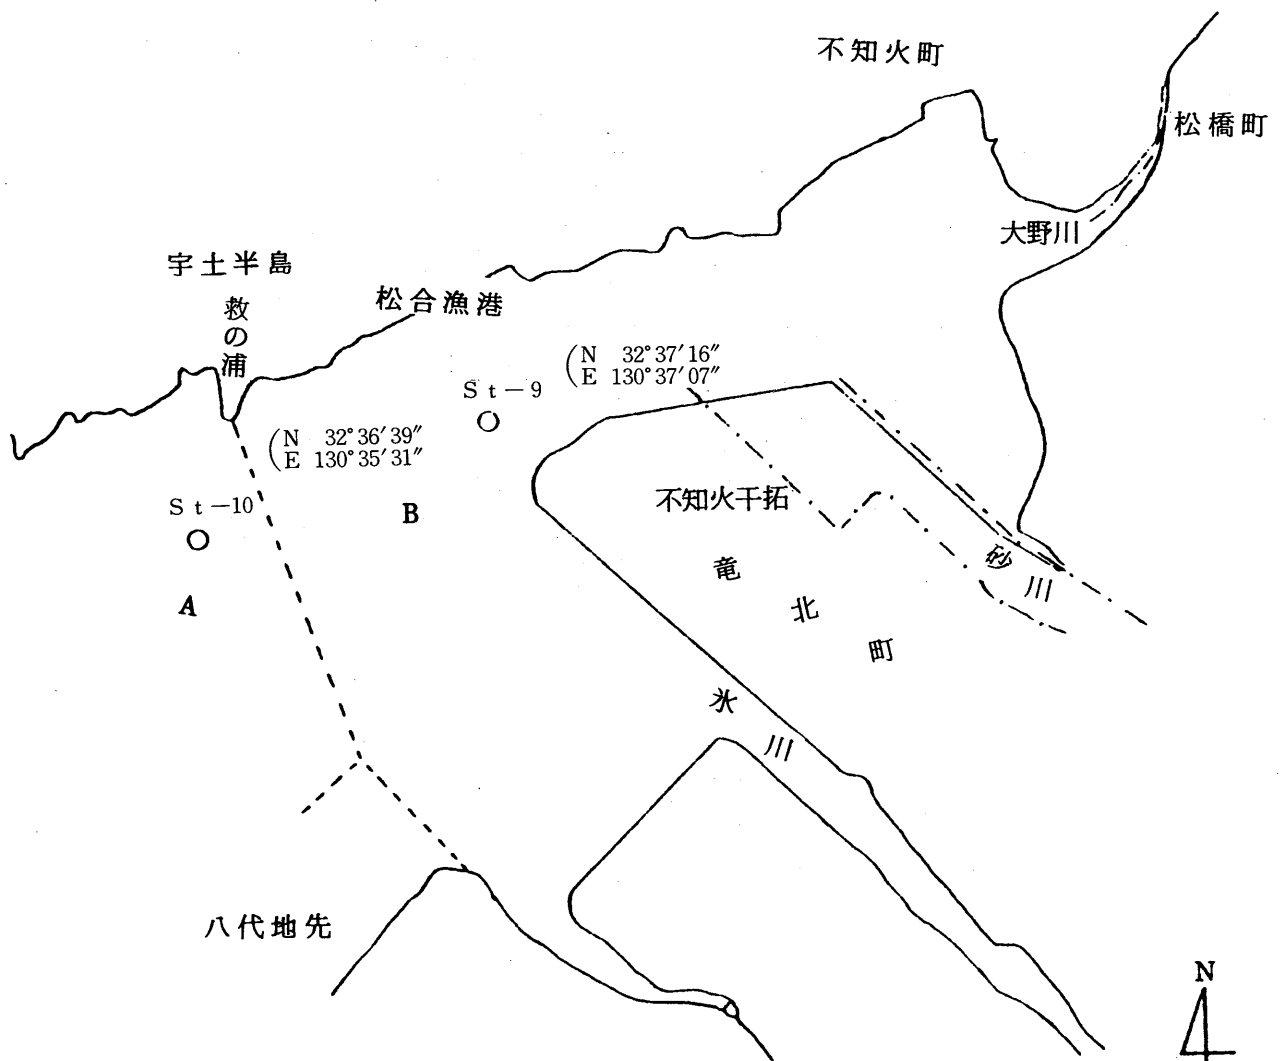 不知火町
松橋町
大野川
宇土半島
救の浦
松合漁港
N 32°37′16″
E 130°37′07″
St-9
N 32°36′39″
E 130°35′31″
St-10
B
A
不知火干拓
竜北町
砂川
氷川
八代地先
N